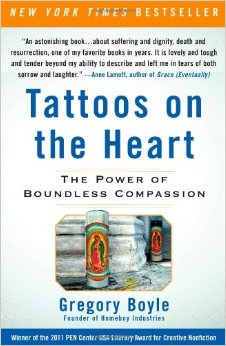 NEW YORK TIMES BESTSELLER
"An astonishing book...about suffering and dignity, death and
resurrection, one of my favorite books in years. It is lovely and tough
and tender beyond my ability to describe and left me in tears of both
sorrow and laughter." —Anne Lamott, author of Grace (Eventually)
Tattoos on
the Heart
THE POWER OF
BOUNDLESS COMPASSION
Gregory Boyle
Founder of Homeboy Industries
Winner of the 2011 PEN Center USA Literary Award for Creative Nonfiction